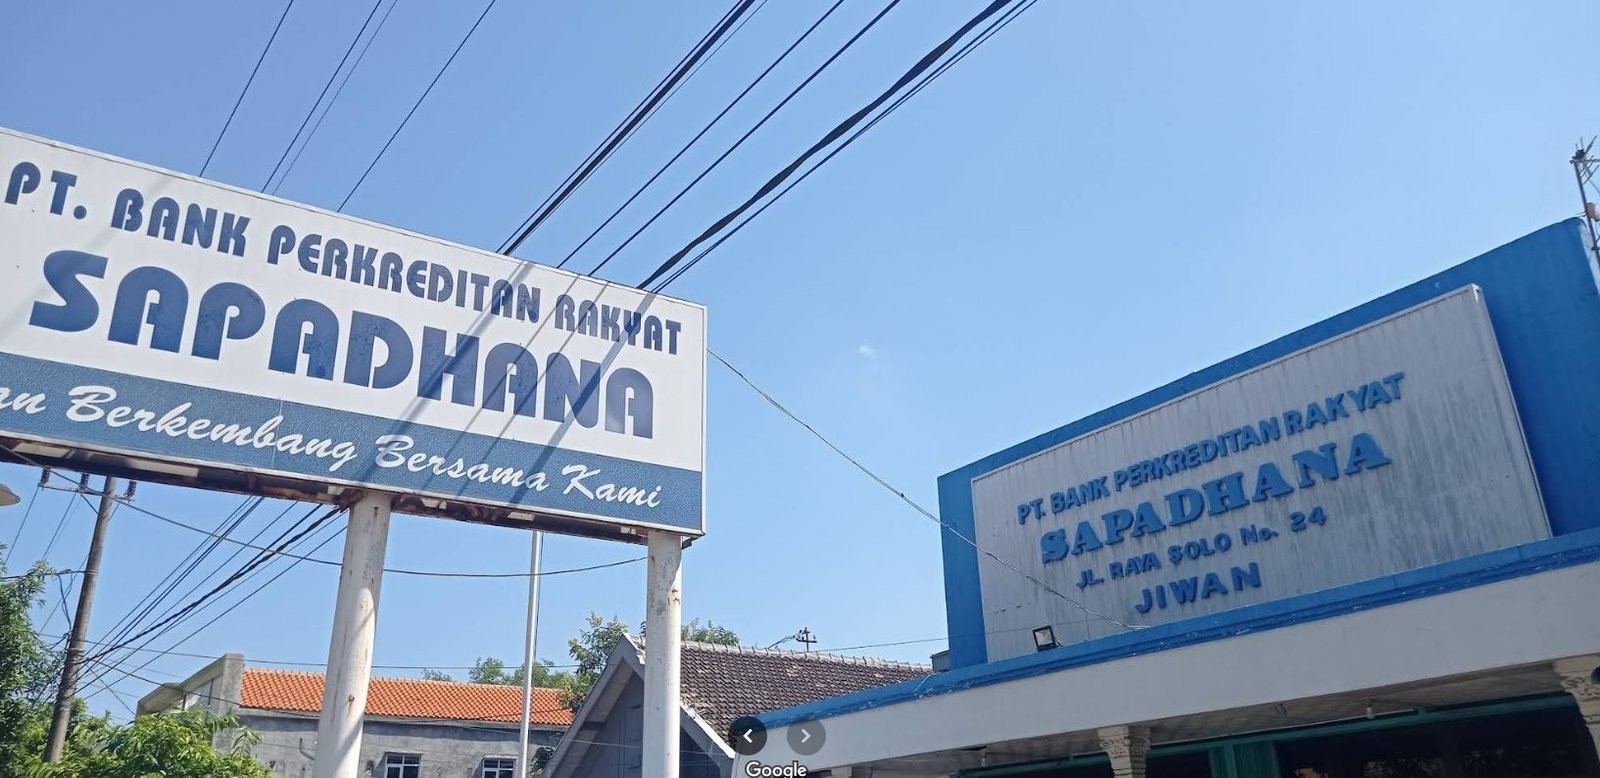 PT. BANK PERKREDITAN RAKYAT
SAPADHANA
an Berkembang Bersama Kami
PT. BANK PERKREDITAN RAKYAT
SAPADHANA
JL. RAYA SOLO No. 24
JIWAN
Google